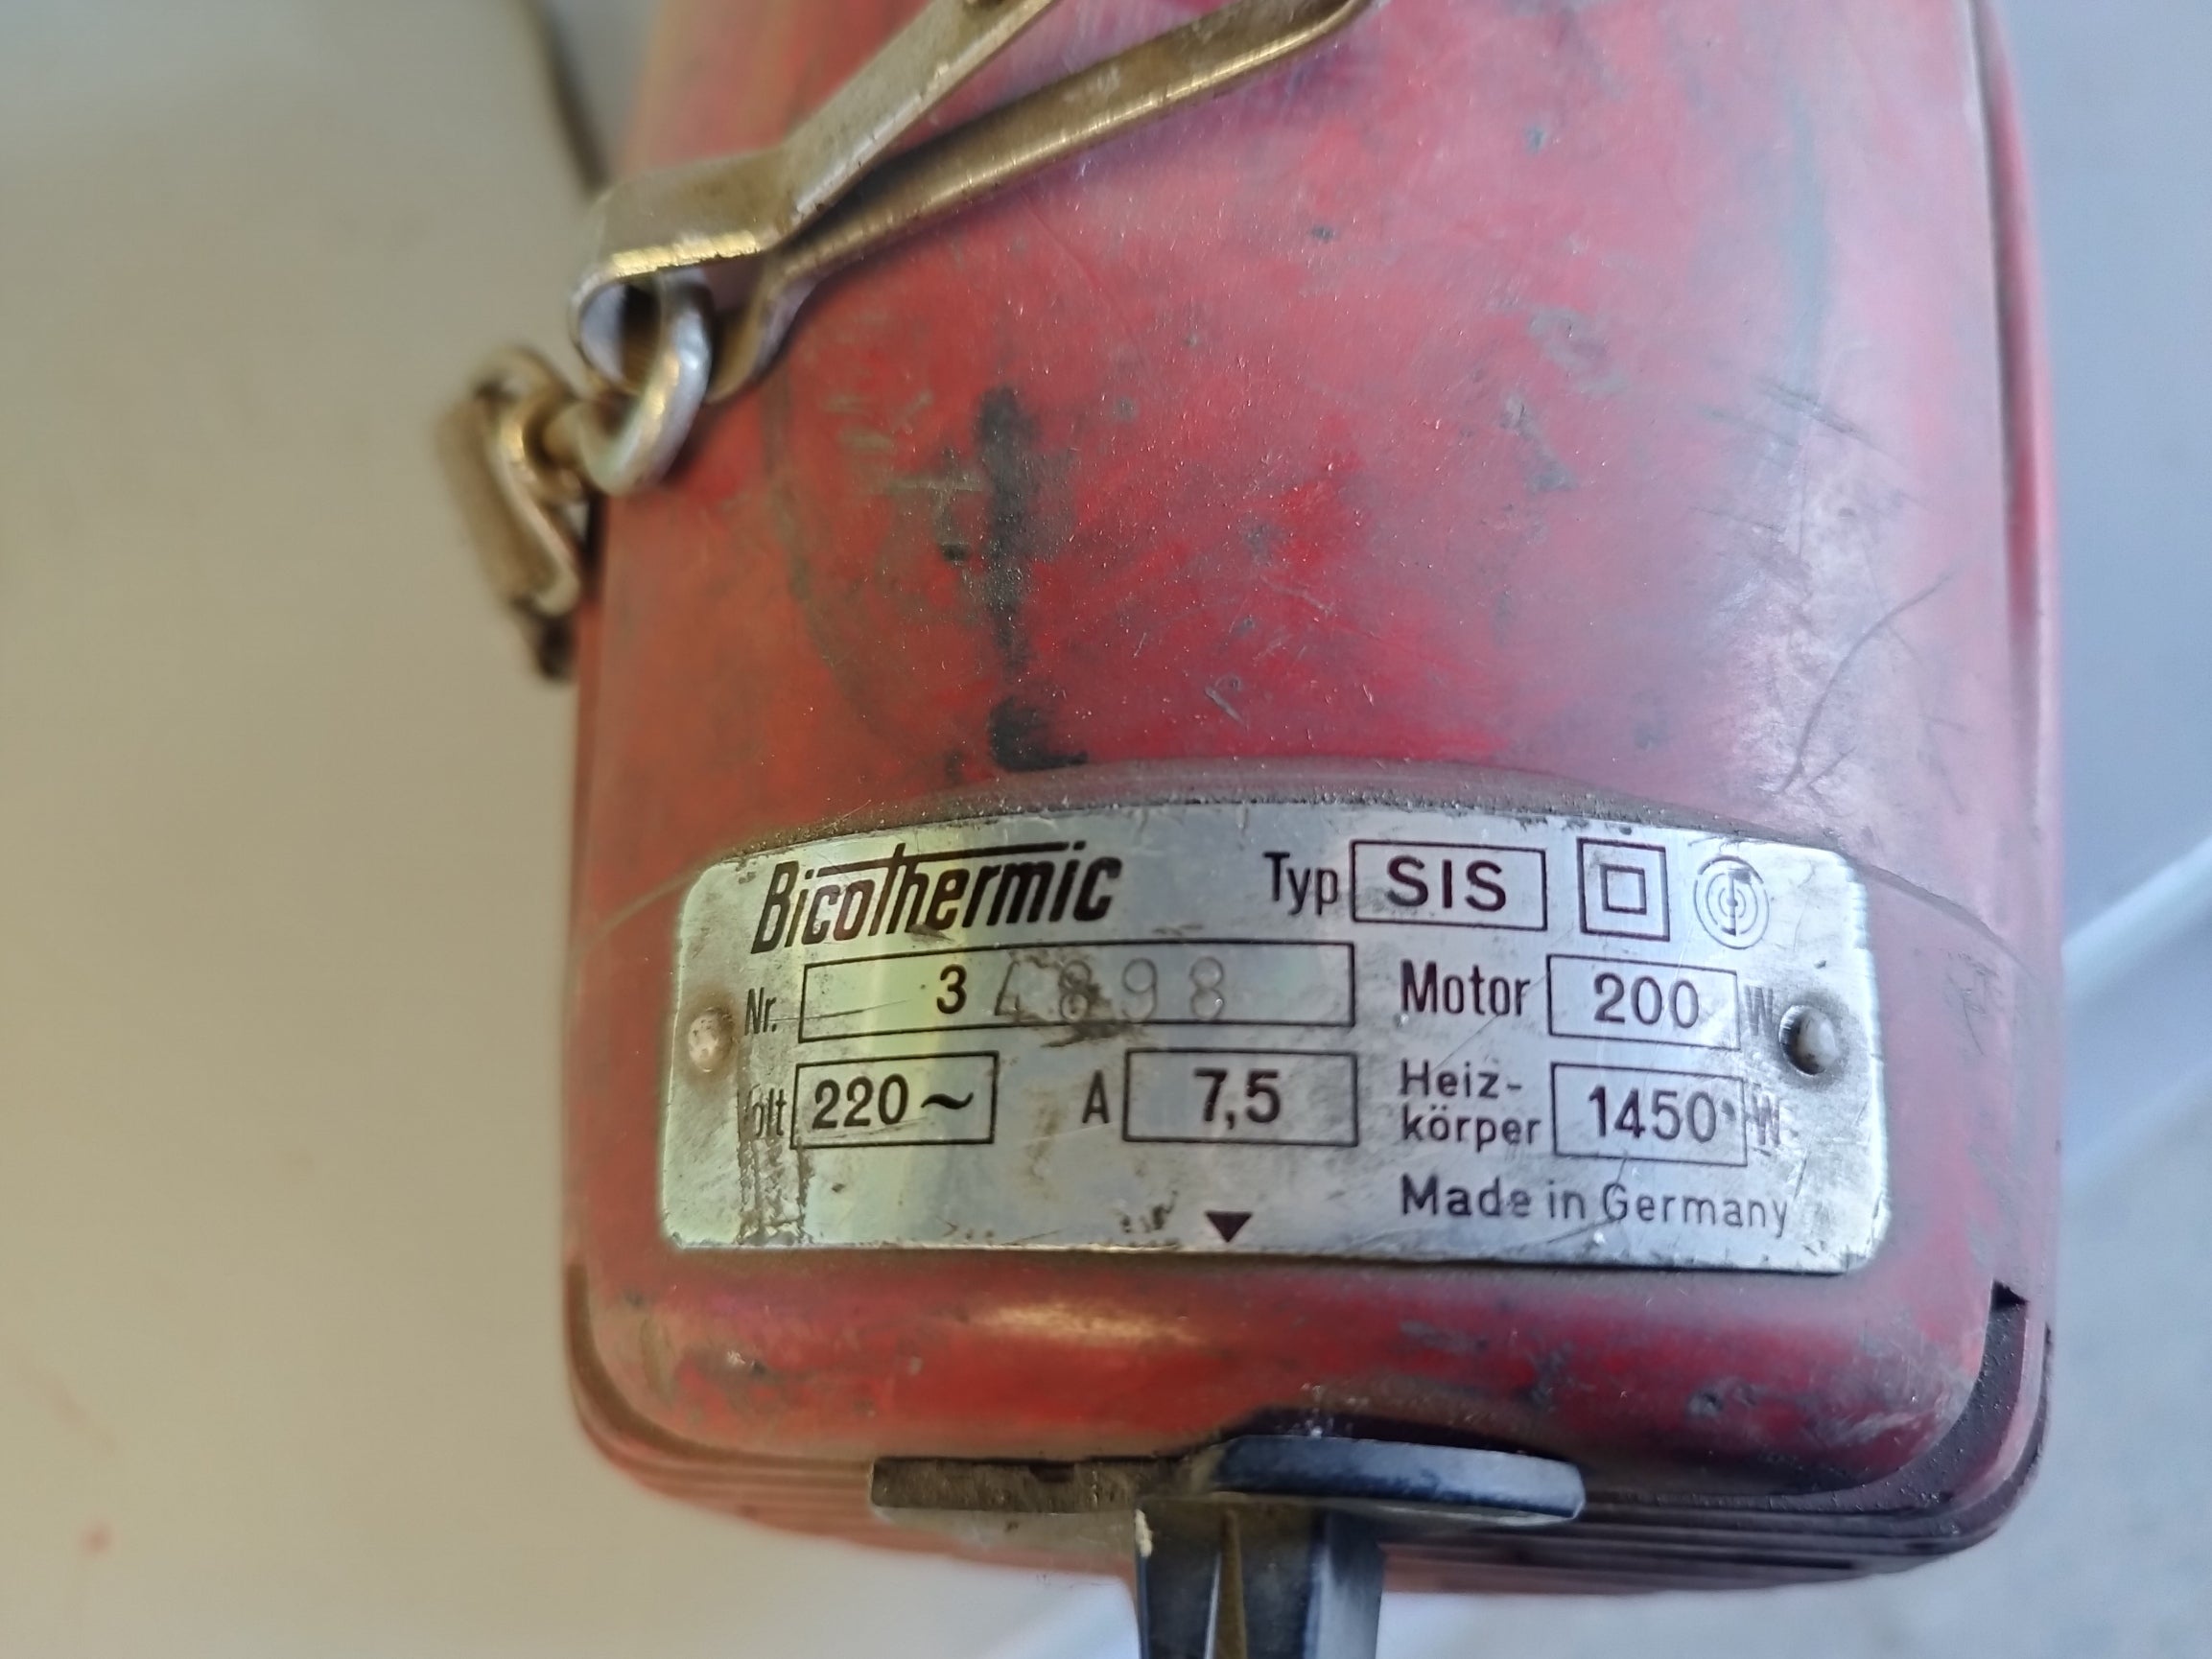 Bicothermic Typ SIS
Nr. 34898 Motor 200 W
Volt 220~ A 7,5 Heiz-
körper 1450 W
Made in Germany